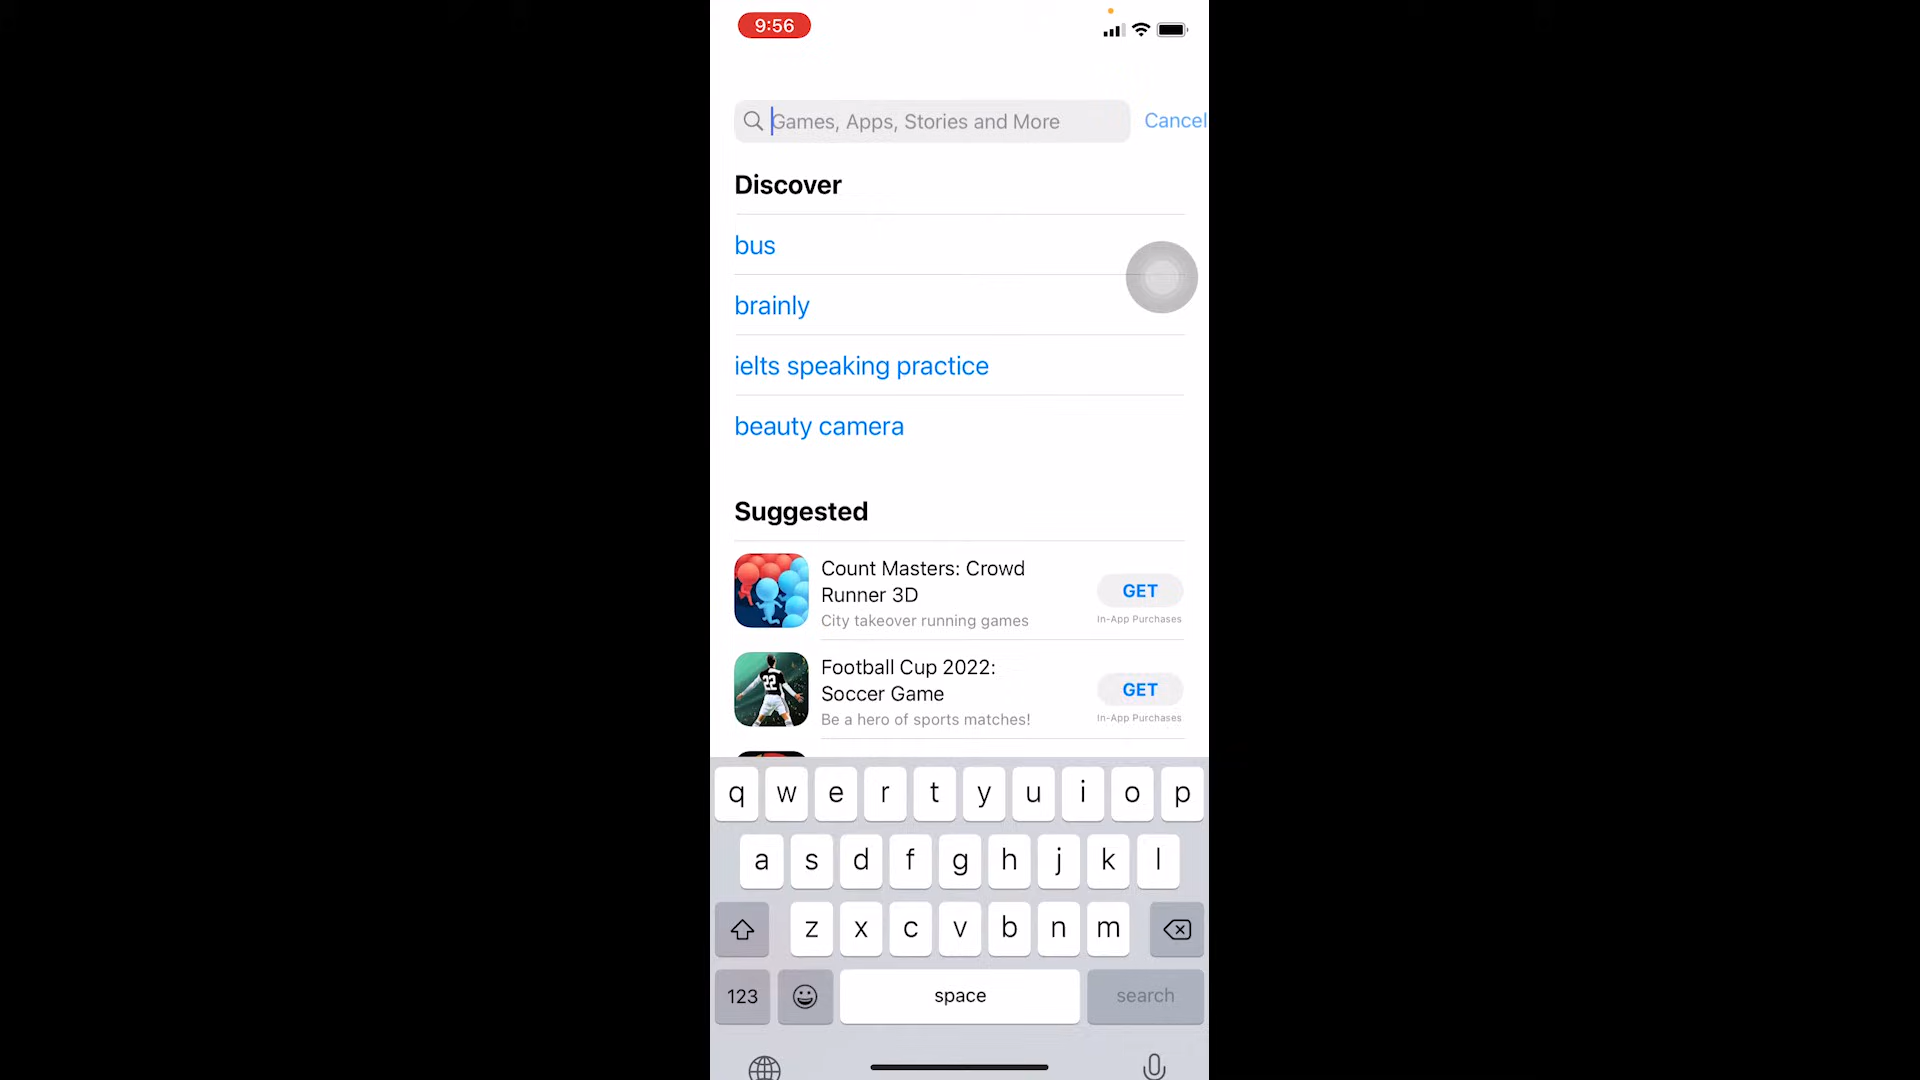 9:56
Games, Apps, Stories and More
Cancel
Discover
bus
brainly
ielts speaking practice
beauty camera
Suggested
Count Masters: Crowd
Runner 3D
City takeover running games
GET
In-App Purchases
22
Football Cup 2022:
Soccer Game
Be a hero of sports matches!
GET
In-App Purchases
q w e r t y u i o p
a s d f g h j k l
z x c v b n m
123 space search